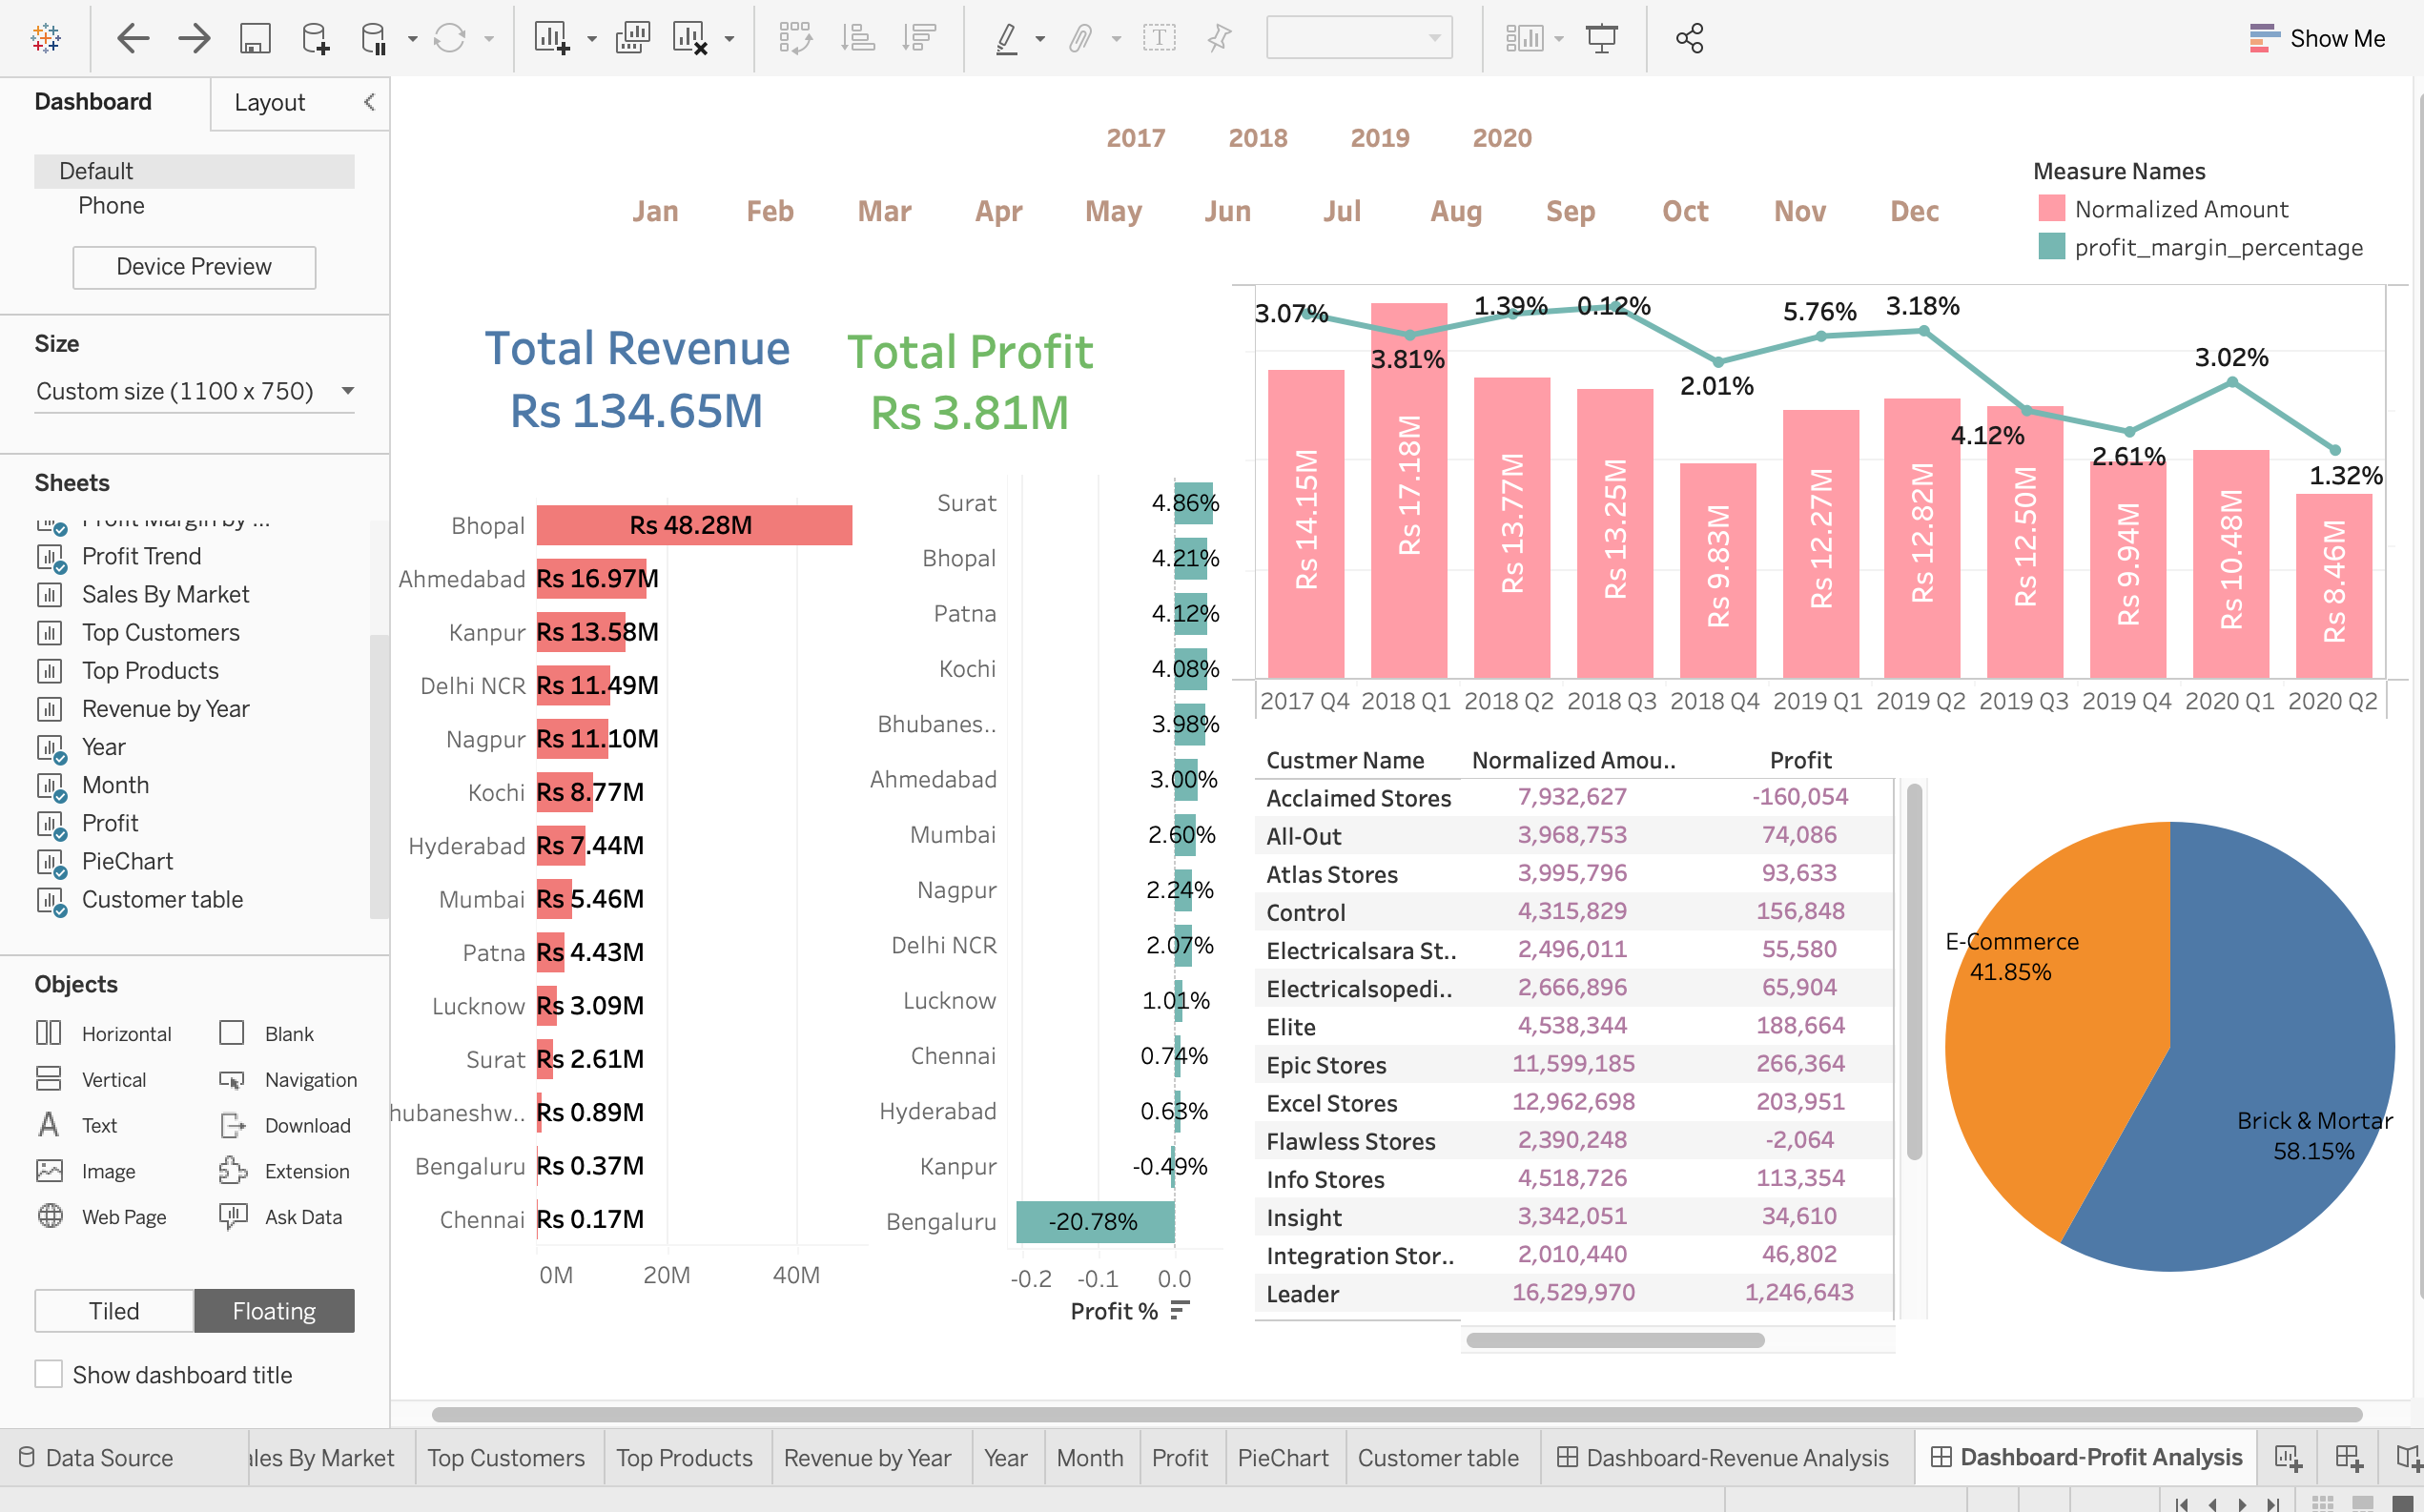 Show Me
Dashboard
Layout
Default
Phone
Device Preview
Size
Custom size (1100 x 750)
Sheets
Profit Margin by ...
Profit Trend
Sales By Market
Top Customers
Top Products
Revenue by Year
Year
Month
Profit
PieChart
Customer table
Objects
Horizontal Blank
Vertical Navigation
Text Download
Image Extension
Web Page Ask Data
Tiled Floating
Show dashboard title
2017 2018 2019 2020
Jan Feb Mar Apr May Jun Jul Aug Sep Oct Nov Dec
Measure Names
Normalized Amount
profit_margin_percentage
Total Revenue
Rs 134.65M
Total Profit
Rs 3.81M
Bhopal Rs 48.28M
Ahmedabad Rs 16.97M
Kanpur Rs 13.58M
Delhi NCR Rs 11.49M
Nagpur Rs 11.10M
Kochi Rs 8.77M
Hyderabad Rs 7.44M
Mumbai Rs 5.46M
Patna Rs 4.43M
Lucknow Rs 3.09M
Surat Rs 2.61M
hubaneshw.. Rs 0.89M
Bengaluru Rs 0.37M
Chennai Rs 0.17M
0M 20M 40M
Surat 4.86%
Bhopal 4.21%
Patna 4.12%
Kochi 4.08%
Bhubanes.. 3.98%
Ahmedabad 3.00%
Mumbai 2.60%
Nagpur 2.24%
Delhi NCR 2.07%
Lucknow 1.01%
Chennai 0.74%
Hyderabad 0.63%
Kanpur -0.49%
Bengaluru -20.78%
-0.2 -0.1 0.0
Profit %
3.07% 3.81% 1.39% 0.12% 2.01% 5.76% 3.18% 4.12% 2.61% 3.02% 1.32%
Rs 14.15M Rs 17.18M Rs 13.77M Rs 13.25M Rs 9.83M Rs 12.27M Rs 12.82M Rs 12.50M Rs 9.94M Rs 10.48M Rs 8.46M
2017 Q4 2018 Q1 2018 Q2 2018 Q3 2018 Q4 2019 Q1 2019 Q2 2019 Q3 2019 Q4 2020 Q1 2020 Q2
Custmer Name Normalized Amou.. Profit
Acclaimed Stores 7,932,627 -160,054
All-Out 3,968,753 74,086
Atlas Stores 3,995,796 93,633
Control 4,315,829 156,848
Electricalsara St.. 2,496,011 55,580
Electricalsopedi.. 2,666,896 65,904
Elite 4,538,344 188,664
Epic Stores 11,599,185 266,364
Excel Stores 12,962,698 203,951
Flawless Stores 2,390,248 -2,064
Info Stores 4,518,726 113,354
Insight 3,342,051 34,610
Integration Stor.. 2,010,440 46,802
Leader 16,529,970 1,246,643
E-Commerce
41.85%
Brick & Mortar
58.15%
Data Source ales By Market Top Customers Top Products Revenue by Year Year Month Profit PieChart Customer table Dashboard-Revenue Analysis Dashboard-Profit Analysis